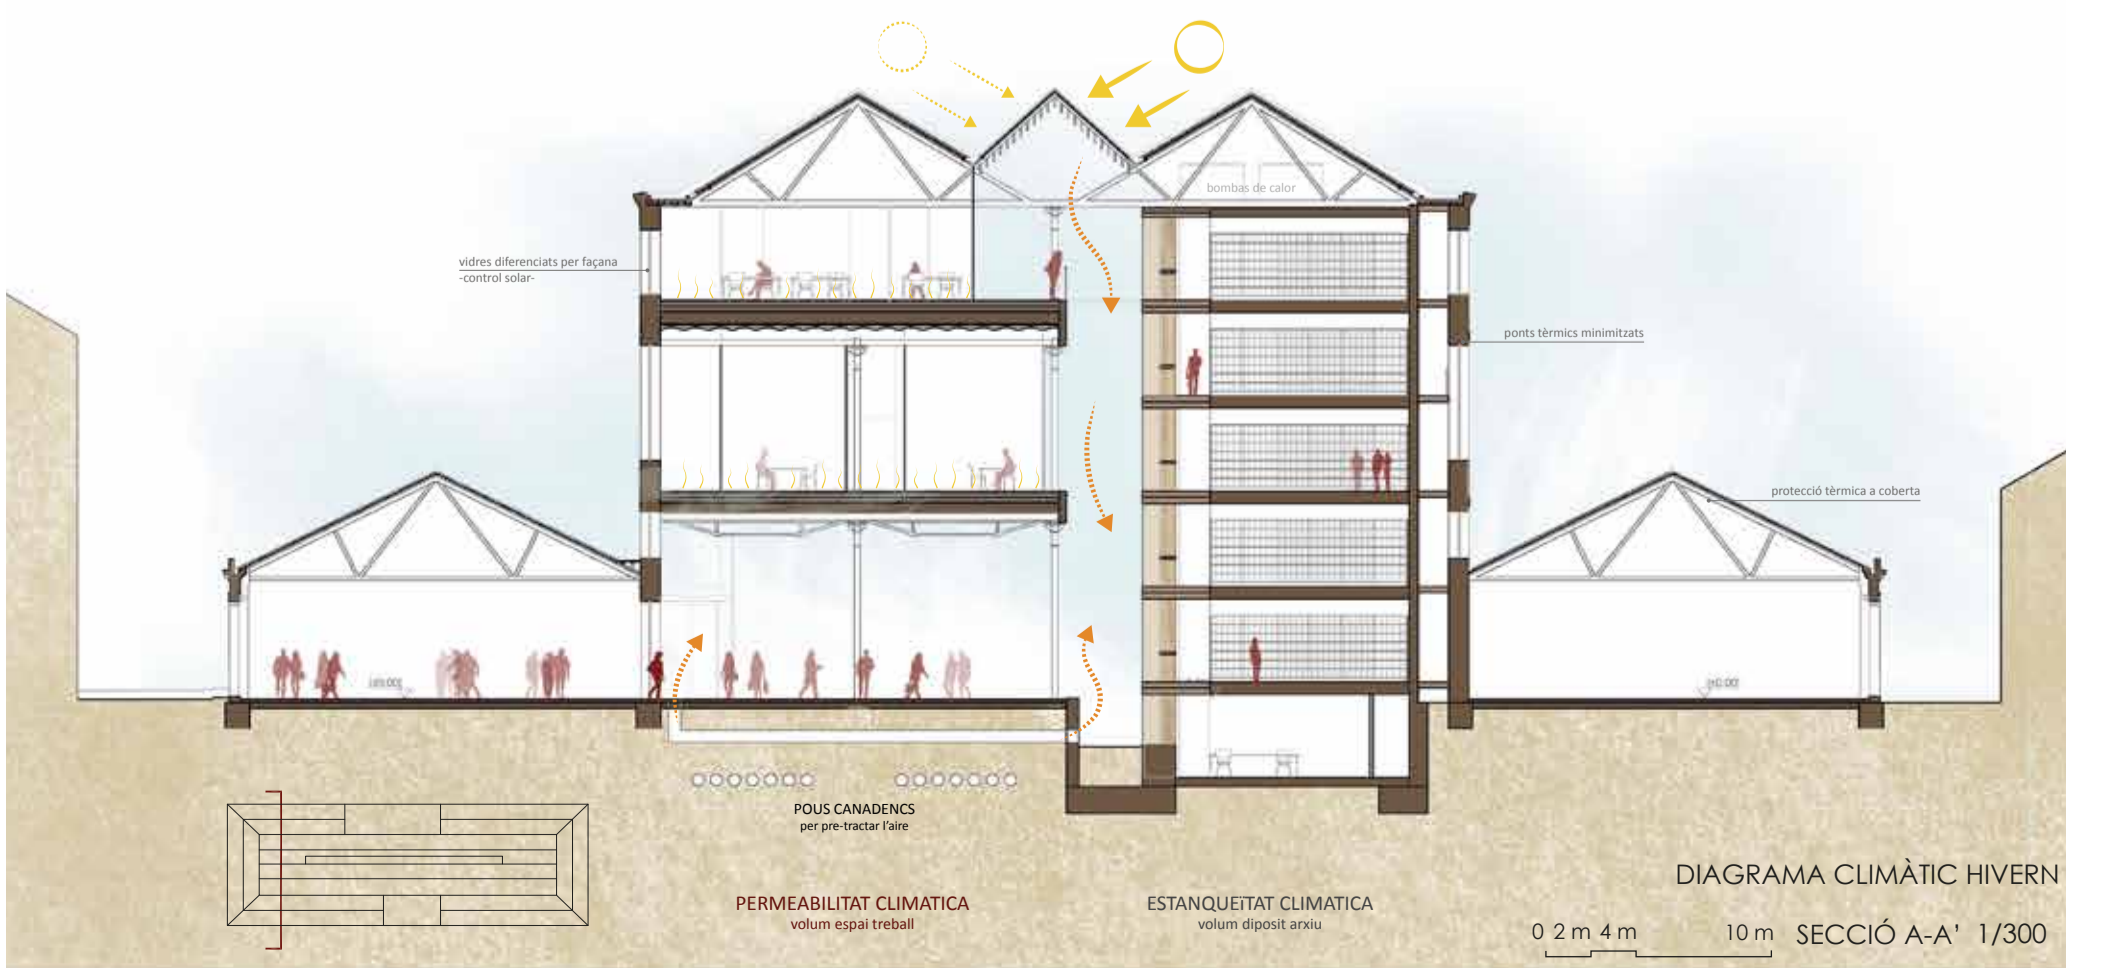 bombas de calor
vidres diferenciats per façana
-control solar-
ponts tèrmics minimitzats
protecció tèrmica a coberta
POUS CANADENCS
per pre-tractar l'aire
PERMEABILITAT CLIMATICA
volum espai treball
ESTANQUEïTAT CLIMATICA
volum diposit arxiu
DIAGRAMA CLIMÀTIC HIVERN
0 2 m 4 m 10 m SECCIÓ A-A' 1/300